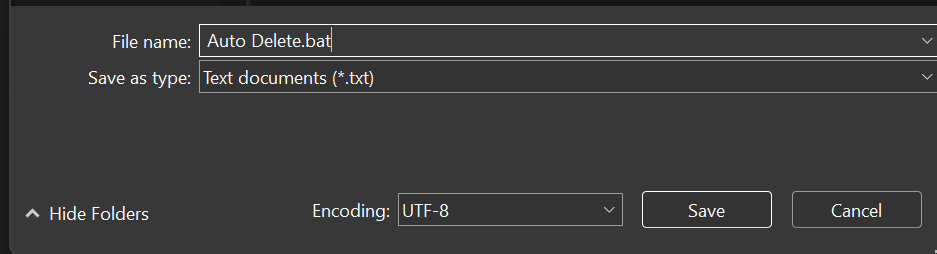 File name: Auto Delete.bat
Save as type: Text documents (*.txt)
Hide Folders Encoding: UTF-8 Save Cancel